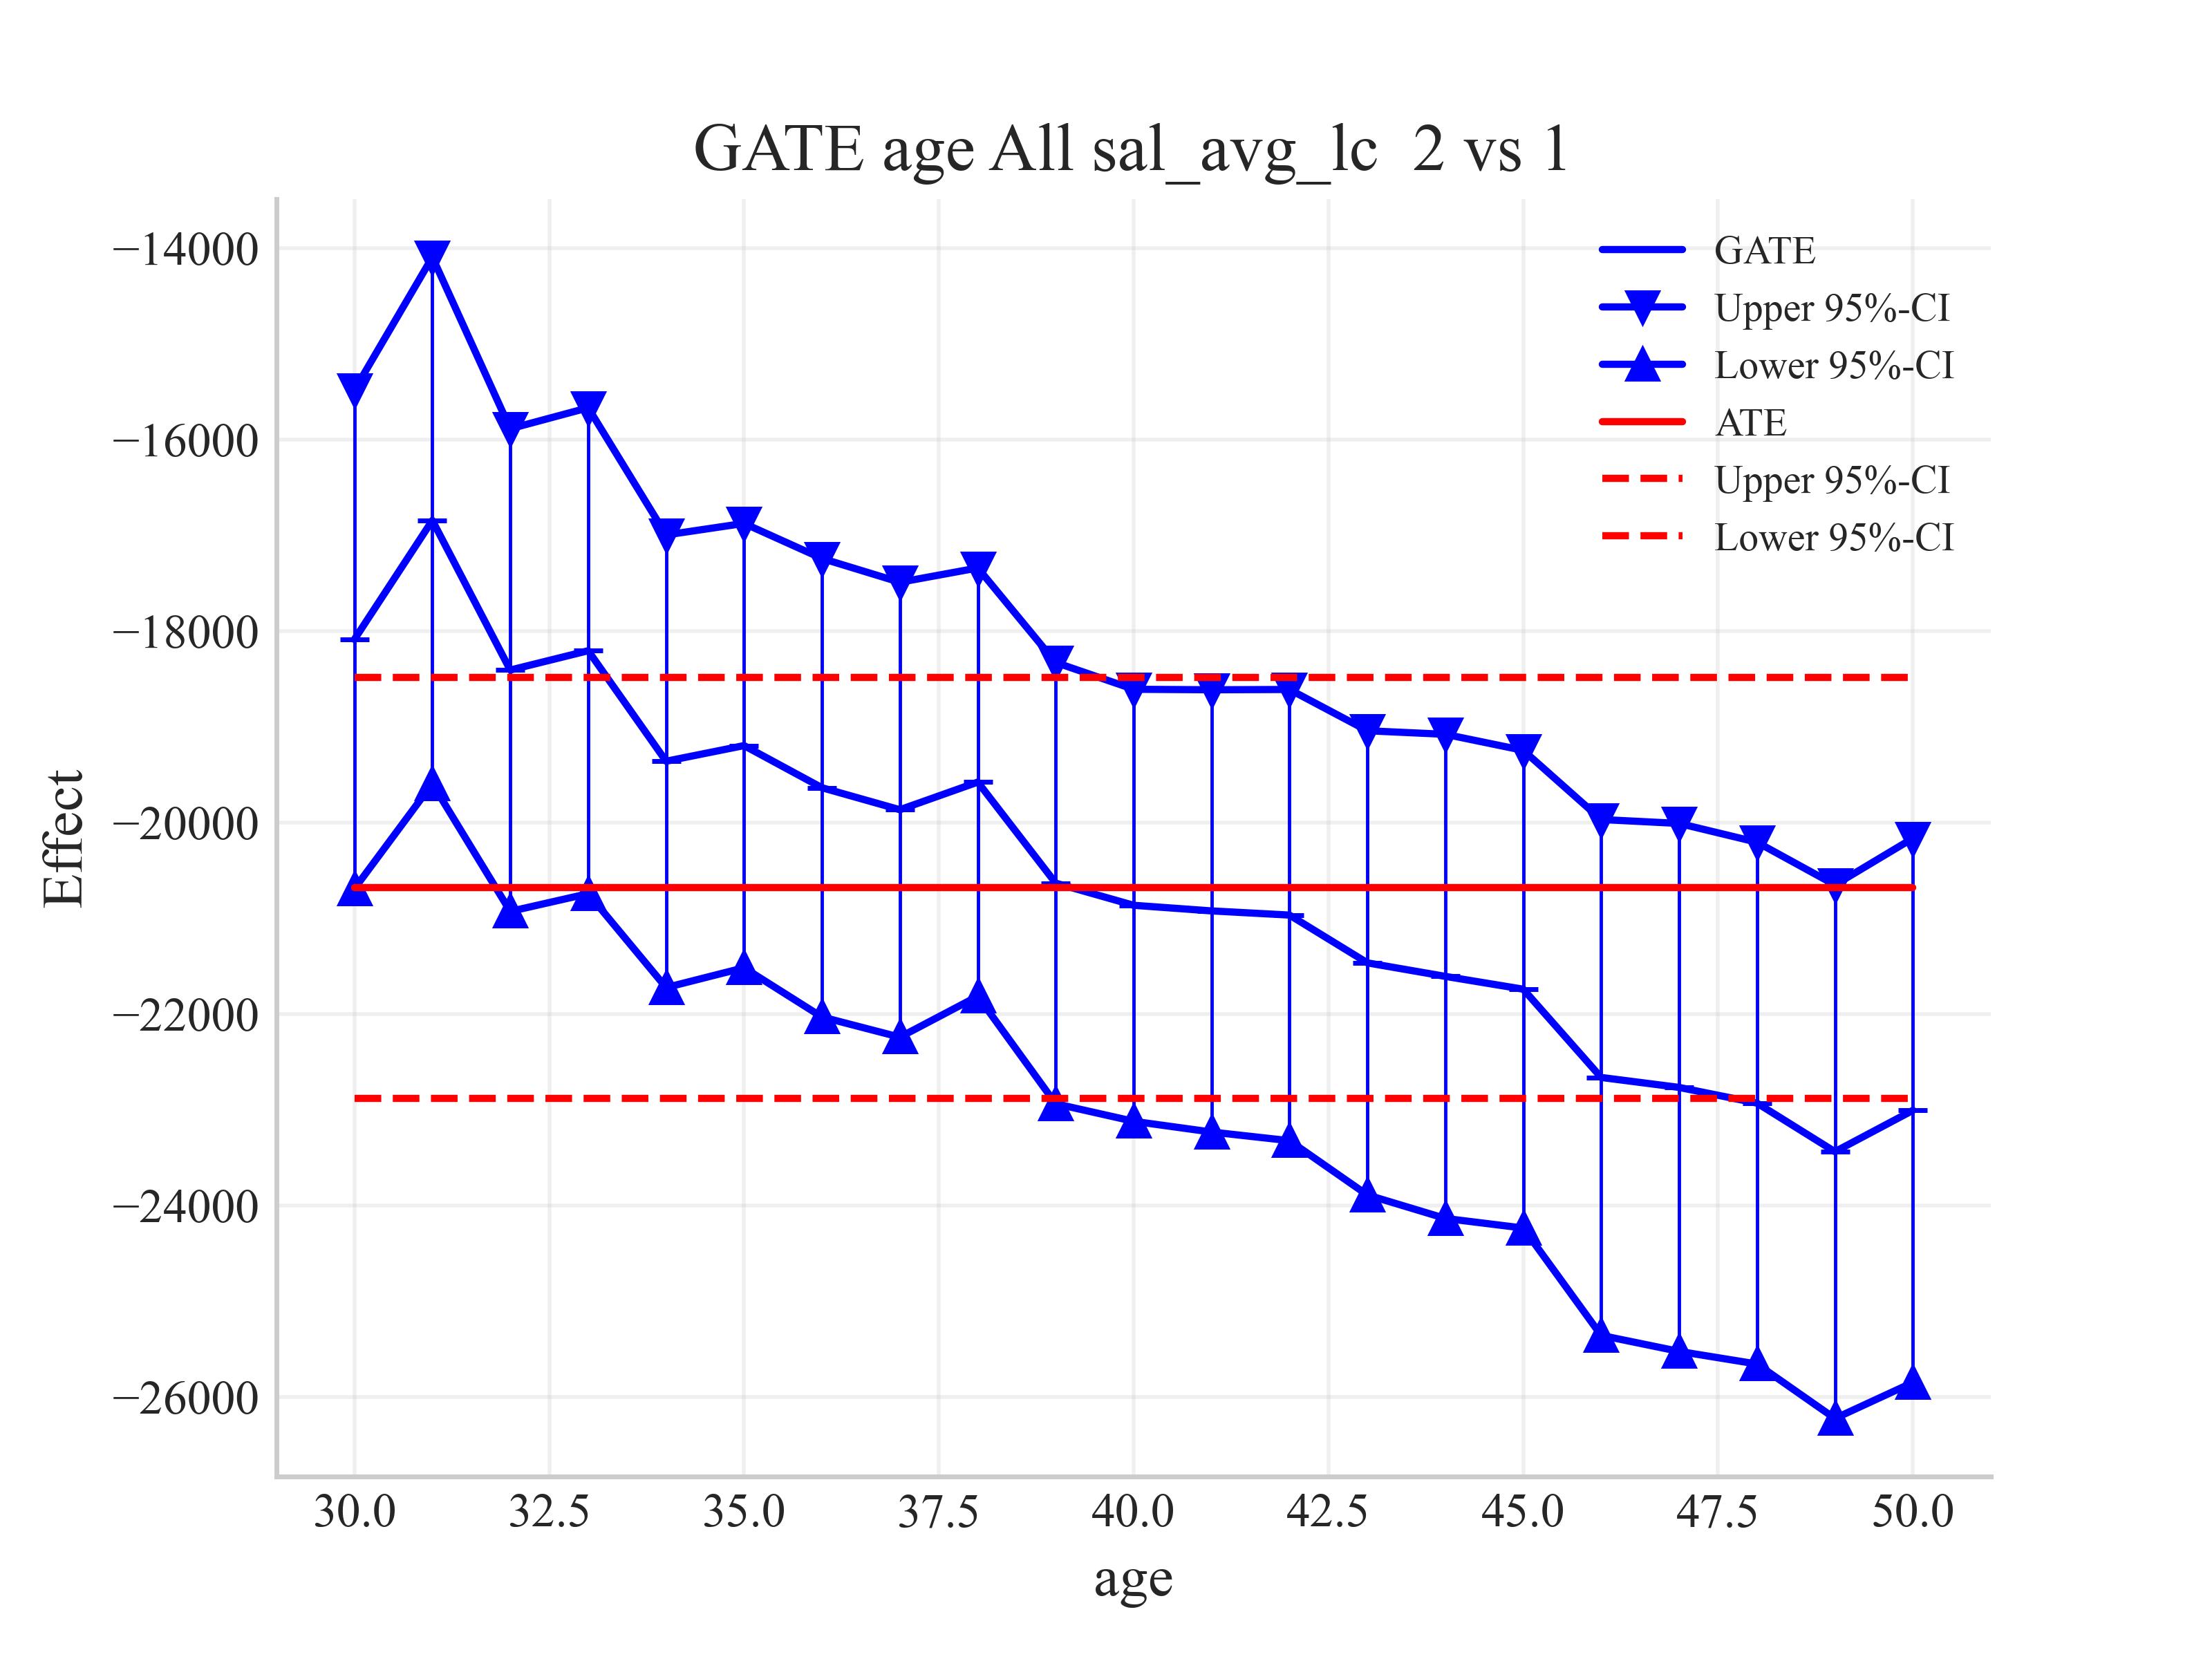 GATE age All sal_avg_lc  2 vs 1
−14000
−16000
−18000
−20000
−22000
−24000
−26000
Effect
GATE
Upper 95%-CI
Lower 95%-CI
ATE
Upper 95%-CI
Lower 95%-CI
30.0 32.5 35.0 37.5 40.0 42.5 45.0 47.5 50.0
age